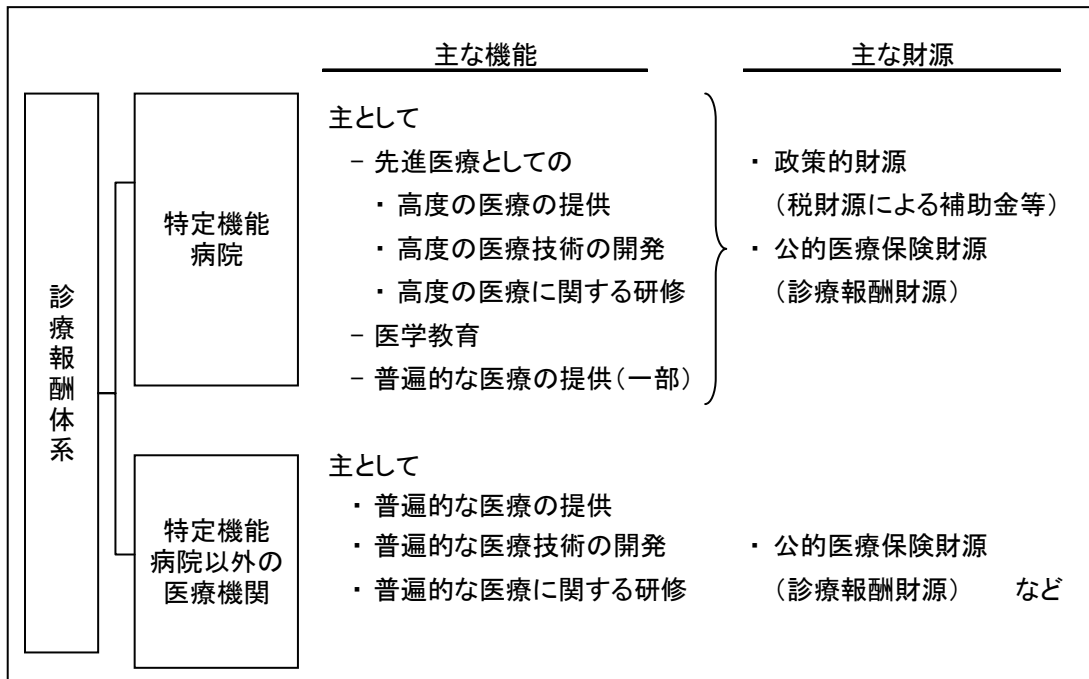 主な機能
主な財源
診療報酬体系
特定機能
病院
主として
− 先進医療としての
・ 高度の医療の提供
・ 高度の医療技術の開発
・ 高度の医療に関する研修
− 医学教育
− 普遍的な医療の提供（一部）
・ 政策的財源
（税財源による補助金等）
・ 公的医療保険財源
（診療報酬財源）
特定機能
病院以外の
医療機関
主として
・ 普遍的な医療の提供
・ 普遍的な医療技術の開発
・ 普遍的な医療に関する研修
・ 公的医療保険財源
（診療報酬財源） など